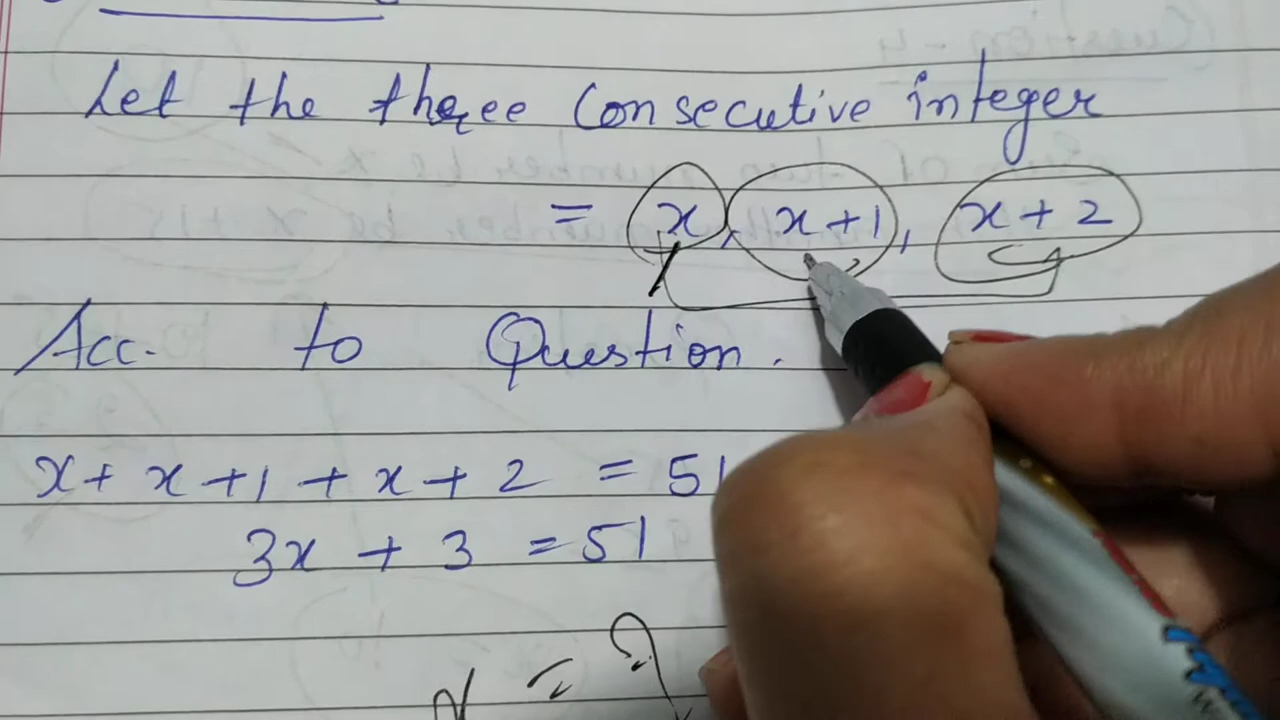 Let the three Consecutive integer
= x, x+1, x+2
Acc. to Question.
x + x +1 + x + 2 = 51
3x + 3 = 51